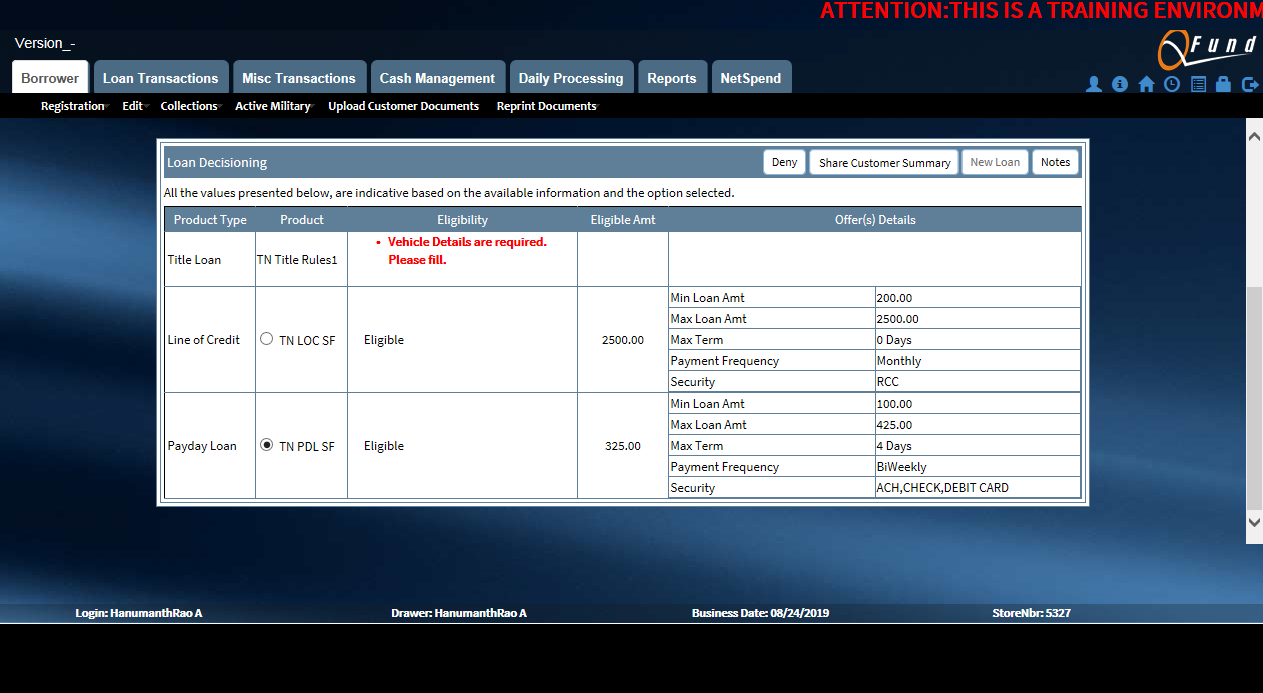 ATTENTION:THIS IS A TRAINING ENVIRONM
Version_-
QFund
Borrower Loan Transactions Misc Transactions Cash Management Daily Processing Reports NetSpend
Registration Edit Collections Active Military Upload Customer Documents Reprint Documents
Loan Decisioning Deny Share Customer Summary New Loan Notes
All the values presented below, are indicative based on the available information and the option selected.
Product Type Product Eligibility Eligible Amt Offer(s) Details
Title Loan TN Title Rules1 • Vehicle Details are required.
Please fill.
Line of Credit TN LOC SF Eligible 2500.00
Min Loan Amt 200.00
Max Loan Amt 2500.00
Max Term 0 Days
Payment Frequency Monthly
Security RCC
Payday Loan TN PDL SF Eligible 325.00
Min Loan Amt 100.00
Max Loan Amt 425.00
Max Term 4 Days
Payment Frequency BiWeekly
Security ACH,CHECK,DEBIT CARD
Login: HanumanthRao A Drawer: HanumanthRao A Business Date: 08/24/2019 StoreNbr: 5327